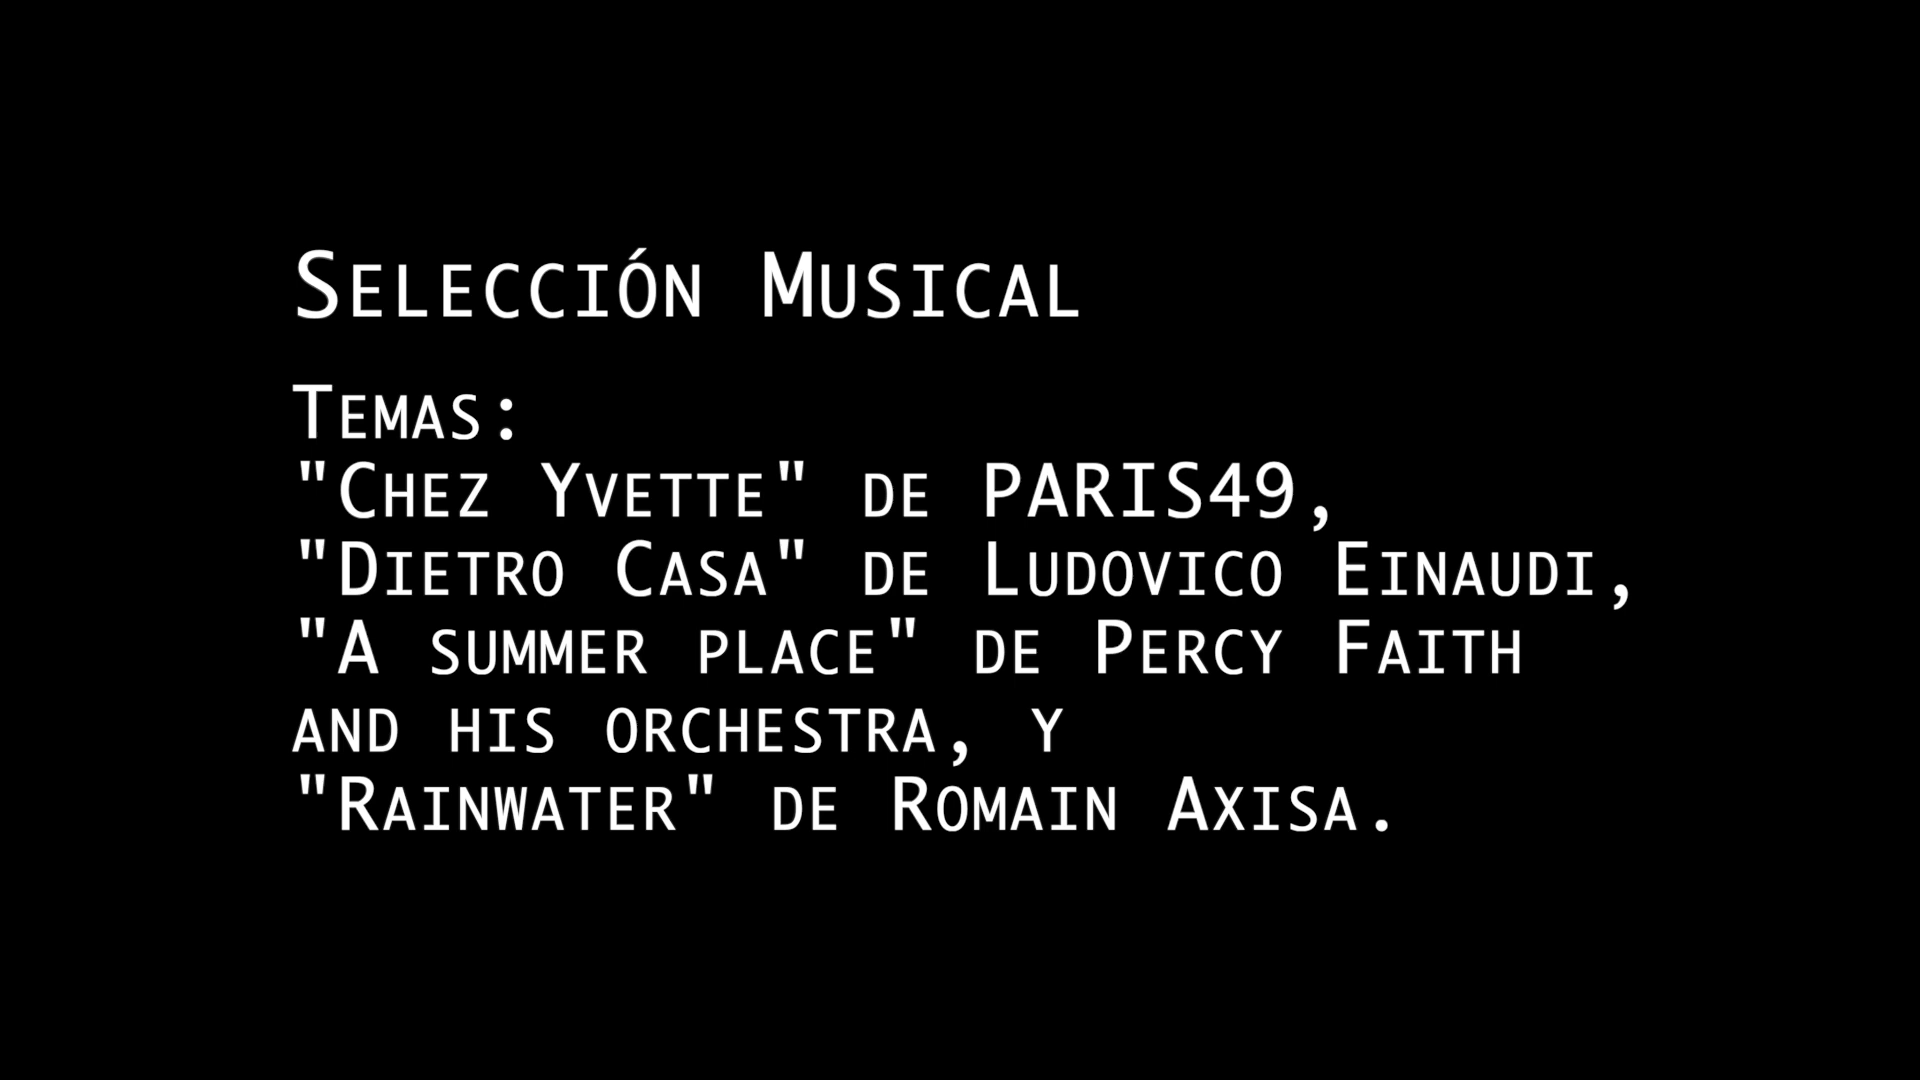 Selección Musical
Temas:
"Chez Yvette" de PARIS49,
"Dietro Casa" de Ludovico Einaudi,
"A summer place" de Percy Faith
and his orchestra, y
"Rainwater" de Romain Axisa.